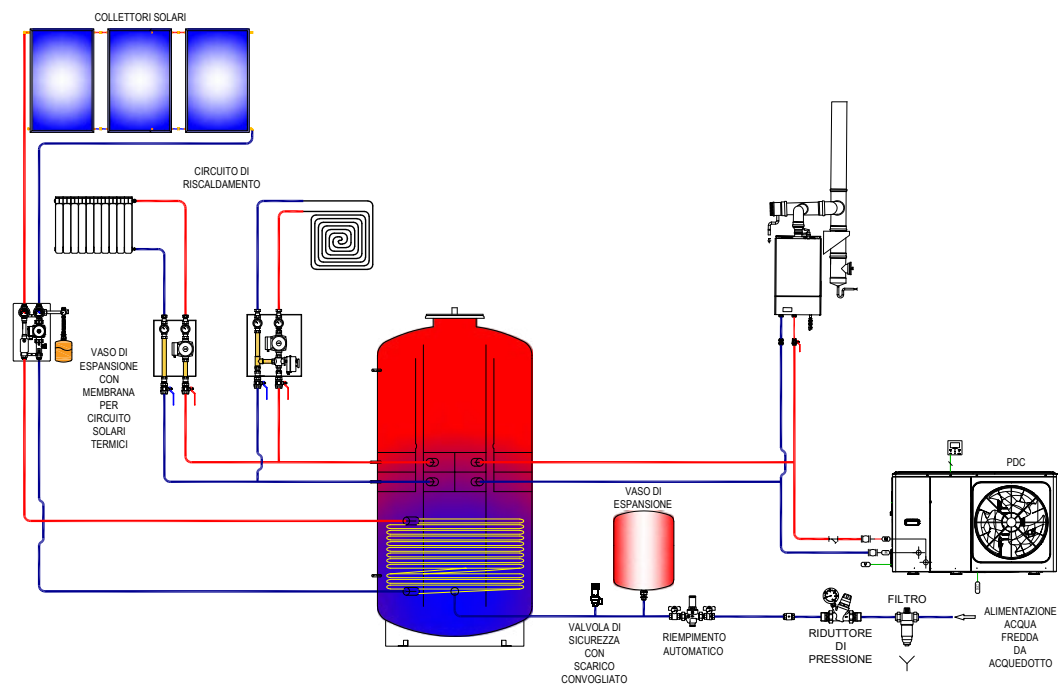 COLLETTORI SOLARI
CIRCUITO DI
RISCALDAMENTO
VASO DI
ESPANSIONE
CON
MEMBRANA
PER
CIRCUITO
SOLARI
TERMICI
PDC
VASO DI
ESPANSIONE
VALVOLA DI
SICUREZZA
CON
SCARICO
CONVOGLIATO
RIEMPIMENTO
AUTOMATICO
RIDUTTORE
DI
PRESSIONE
FILTRO
ALIMENTAZIONE
ACQUA
FREDDA
DA
ACQUEDOTTO